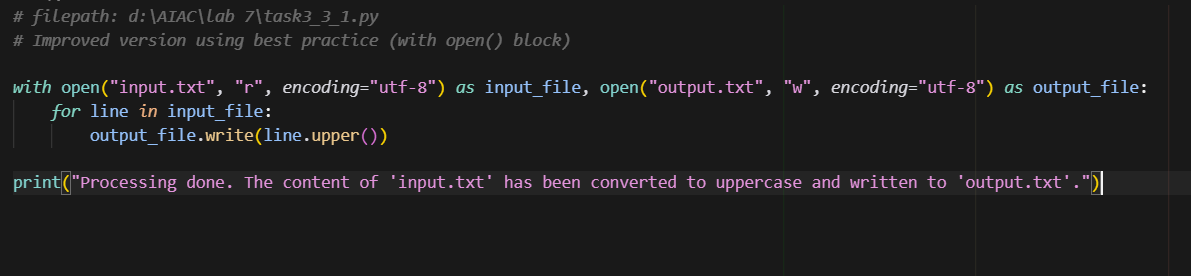 # filepath: d:\AIAC\lab 7\task3_3_1.py
# Improved version using best practice (with open() block)
with open("input.txt", "r", encoding="utf-8") as input_file, open("output.txt", "w", encoding="utf-8") as output_file:
    for line in input_file:
        output_file.write(line.upper())
print("Processing done. The content of 'input.txt' has been converted to uppercase and written to 'output.txt'.")